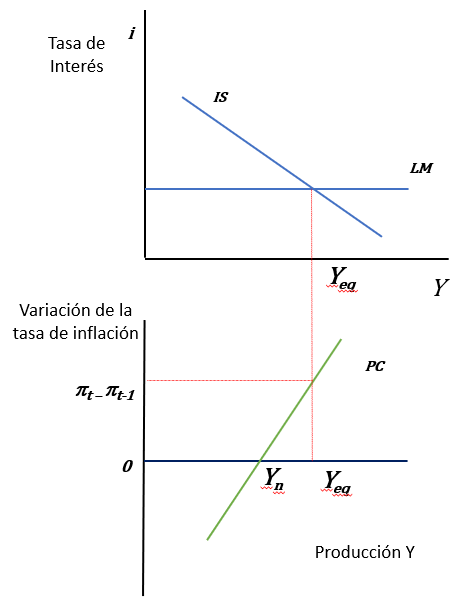 i
Tasa de
Interés
IS
LM
Yeq
Y
Variación de la
tasa de inflación
PC
πt – πt-1
0
Yn
Yeq
Producción Y